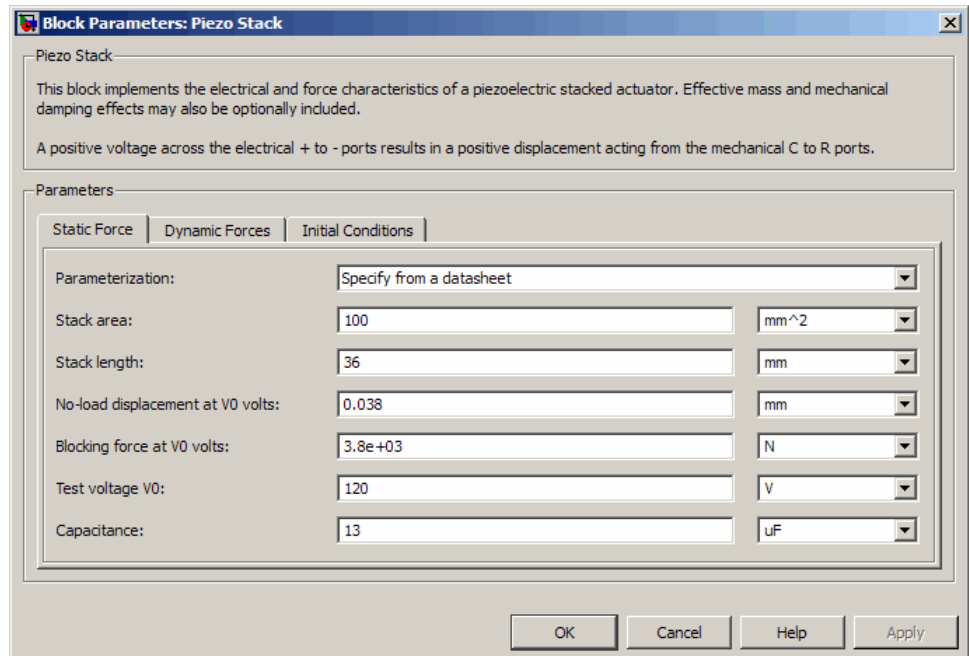 Block Parameters: Piezo Stack
Piezo Stack
This block implements the electrical and force characteristics of a piezoelectric stacked actuator. Effective mass and mechanical
damping effects may also be optionally included.
A positive voltage across the electrical + to - ports results in a positive displacement acting from the mechanical C to R ports.
Parameters
Static Force Dynamic Forces Initial Conditions
Parameterization: Specify from a datasheet
Stack area: 100 mm^2
Stack length: 36 mm
No-load displacement at V0 volts: 0.038 mm
Blocking force at V0 volts: 3.8e+03 N
Test voltage V0: 120 V
Capacitance: 13 uF
OK Cancel Help Apply